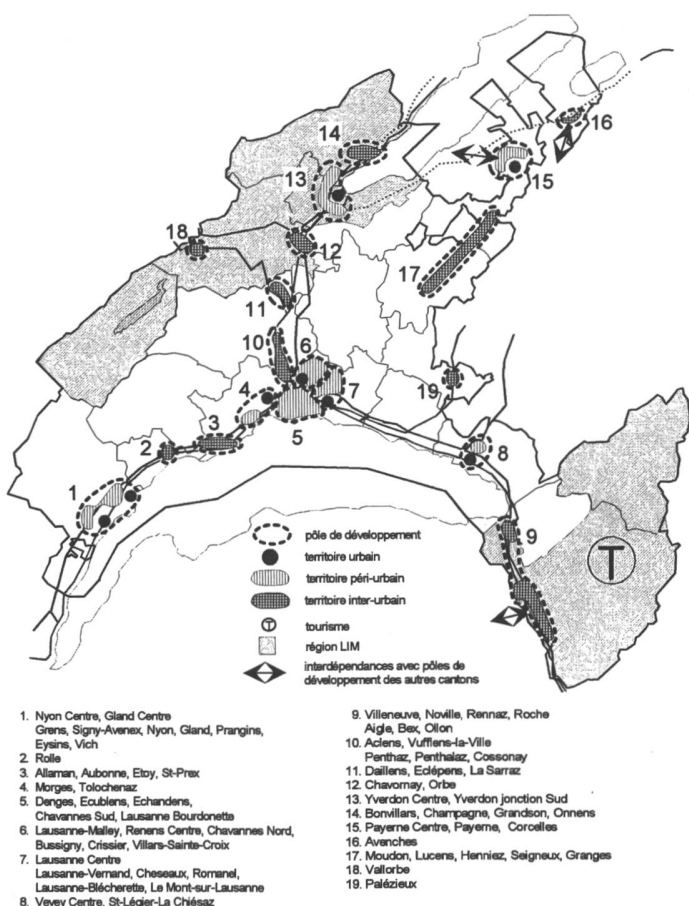 14
16
13
15
18
12
17
11
10
6
19
4
7
3
5
2
8
1
9
T
pôle de développement
territoire urbain
territoire péri-urbain
territoire inter-urbain
T tourisme
région LIM
interdépendances avec pôles de
développement des autres cantons
1. Nyon Centre, Gland Centre
Grens, Signy-Avenex, Nyon, Gland, Prangins,
Eysins, Vich
2. Rolle
3. Allaman, Aubonne, Etoy, St-Prex
4. Morges, Tolochenaz
5. Denges, Ecublens, Echandens,
Chavannes Sud, Lausanne Bourdonette
6. Lausanne-Malley, Renens Centre, Chavannes Nord,
Bussigny, Crissier, Villars-Sainte-Croix
7. Lausanne Centre
Lausanne-Vernand, Cheseaux, Romanel,
Lausanne-Blécherette, Le Mont-sur-Lausanne
8. Vevey Centre, St-Légier-La Chiésaz
9. Villeneuve, Noville, Rennaz, Roche
Aigle, Bex, Ollon
10. Aclens, Vufflens-la-Ville
Penthaz, Penthalaz, Cossonay
11. Daillens, Eclépens, La Sarraz
12. Chavornay, Orbe
13. Yverdon Centre, Yverdon jonction Sud
14. Bonvillars, Champagne, Grandson, Onnens
15. Payerne Centre, Payerne, Corcelles
16. Avenches
17. Moudon, Lucens, Henniez, Seigneux, Granges
18. Vallorbe
19. Palézieux